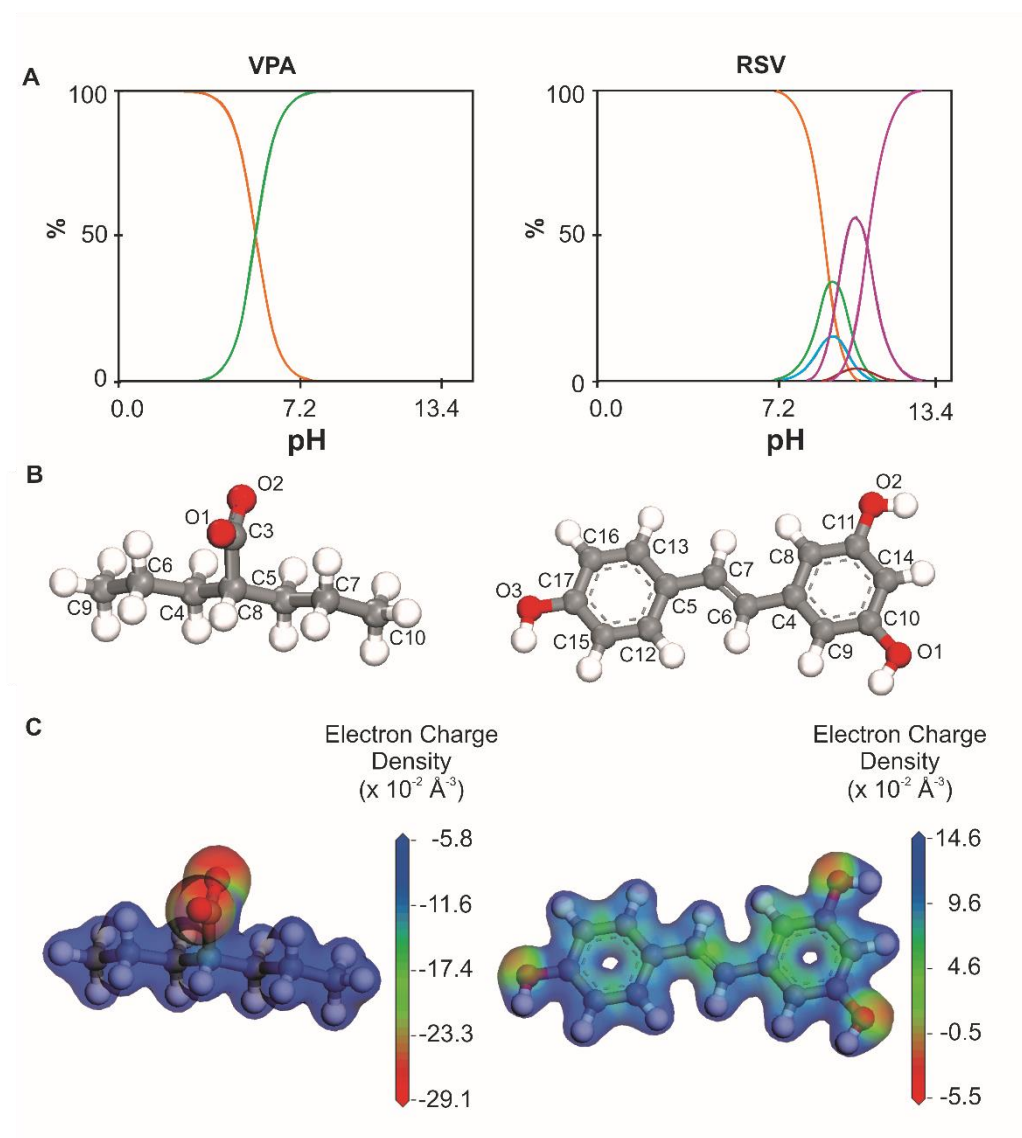 A
VPA
RSV
100
50
0
%
0.0
7.2
13.4
pH
100
50
0
%
0.0
7.2
13.4
pH
B
O2
O1
C3
C6
C5
C7
C9
C4
C8
C10
O2
C16
C13
C11
C7
C8
C14
C17
O3
C5
C6
C10
C4
C15
C12
C9
O1
C
Electron Charge
Density
(x 10⁻² Å⁻³)
-5.8
-11.6
-17.4
-23.3
-29.1
Electron Charge
Density
(x 10⁻² Å⁻³)
14.6
9.6
4.6
-0.5
-5.5